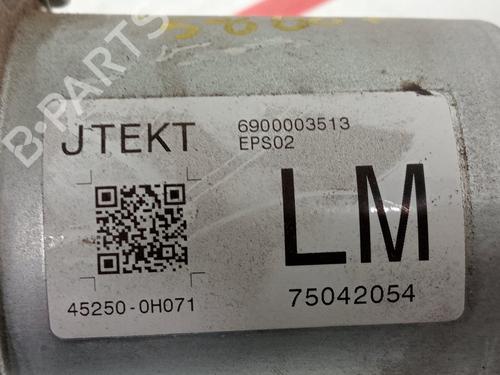 B-PARTS
JTEKT
6900003513
EPS02
LM
45250-0H071
75042054